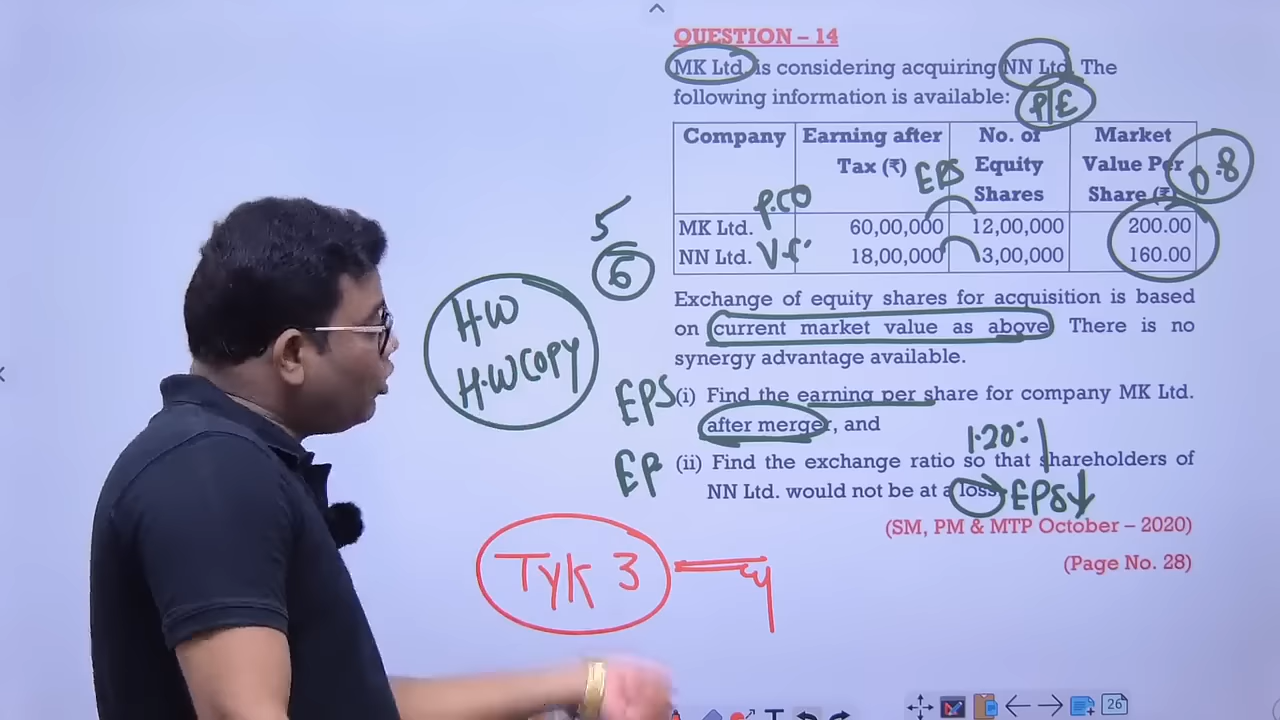 QUESTION – 14
MK Ltd. is considering acquiring NN Ltd. The
following information is available:
P/E
Company Earning after Tax (₹) No. of Equity Shares Market Value Per Share (₹)
EPS
0.8
P.CO
V.C.
MK Ltd. 60,00,000 12,00,000 200.00
NN Ltd. 18,00,000 3,00,000 160.00
5
6
H.W
H.W COPY
Exchange of equity shares for acquisition is based
on current market value as above. There is no
synergy advantage available.
EPS (i) Find the earning per share for company MK Ltd.
after merger, and
1.20:1
EP (ii) Find the exchange ratio so that shareholders of
NN Ltd. would not be at a loss. EPS↓
(SM, PM & MTP October – 2020)
(Page No. 28)
TYK 3
26